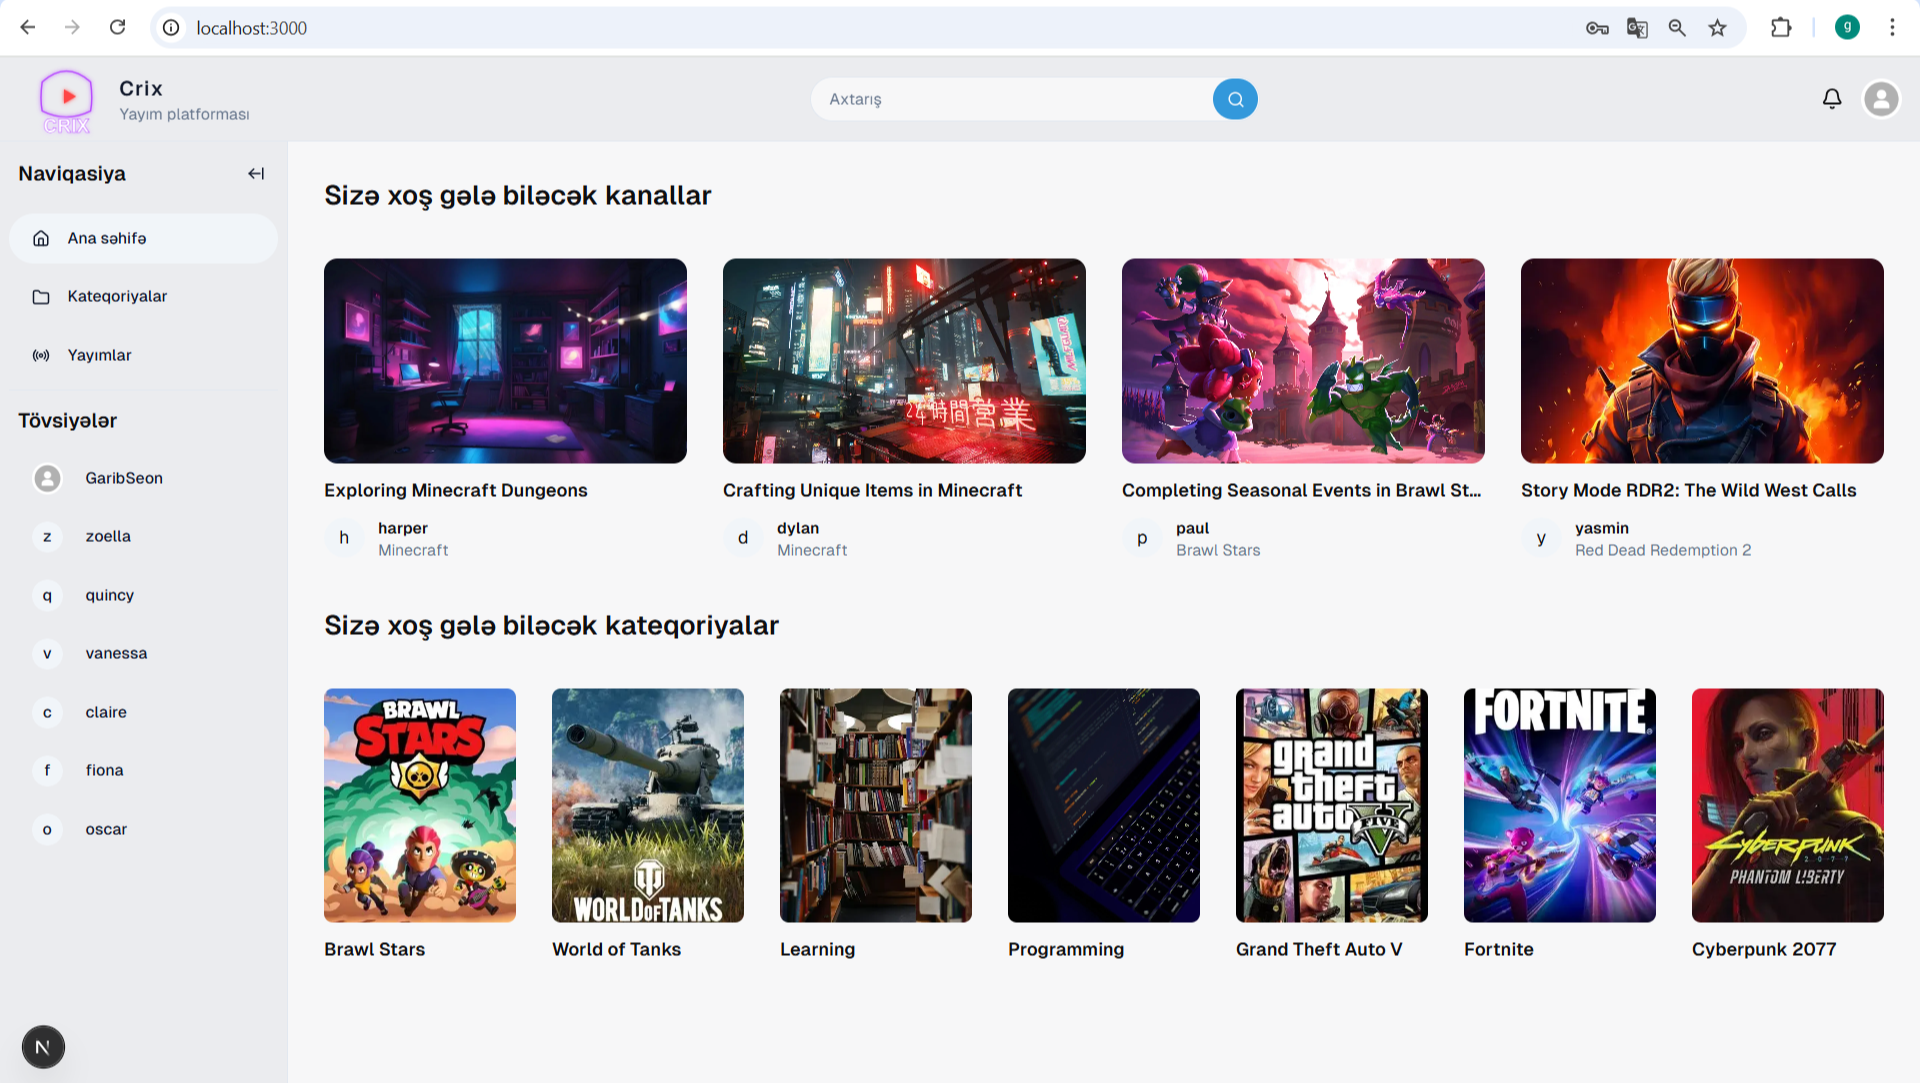 localhost:3000
g
CRIX
Crix
Yayım platforması
Axtarış
Naviqasiya
Ana səhifə
Kateqoriyalar
Yayımlar
Tövsiyələr
GaribSeon
z
zoella
q
quincy
v
vanessa
c
claire
f
fiona
o
oscar
N
Sizə xoş gələ biləcək kanallar
24時間営業
Exploring Minecraft Dungeons
h
harper
Minecraft
Crafting Unique Items in Minecraft
d
dylan
Minecraft
Completing Seasonal Events in Brawl St...
p
paul
Brawl Stars
Story Mode RDR2: The Wild West Calls
y
yasmin
Red Dead Redemption 2
Sizə xoş gələ biləcək kateqoriyalar
BRAWL
STARS
Brawl Stars
WORLD OF TANKS
World of Tanks
Learning
Programming
grand
theft
auto
V
FIVE
Grand Theft Auto V
FORTNITE
Fortnite
CYBERPUNK
2077
PHANTOM LIBERTY
Cyberpunk 2077